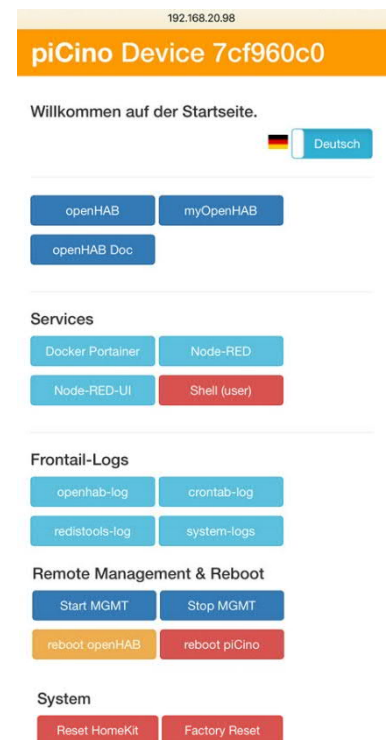 192.168.20.98
piCino Device 7cf960c0
Willkommen auf der Startseite.
Deutsch
openHAB myOpenHAB
openHAB Doc
Services
Docker Portainer Node-RED
Node-RED-UI Shell (user)
Frontail-Logs
openhab-log crontab-log
redistools-log system-logs
Remote Management & Reboot
Start MGMT Stop MGMT
reboot openHAB reboot piCino
System
Reset HomeKit Factory Reset